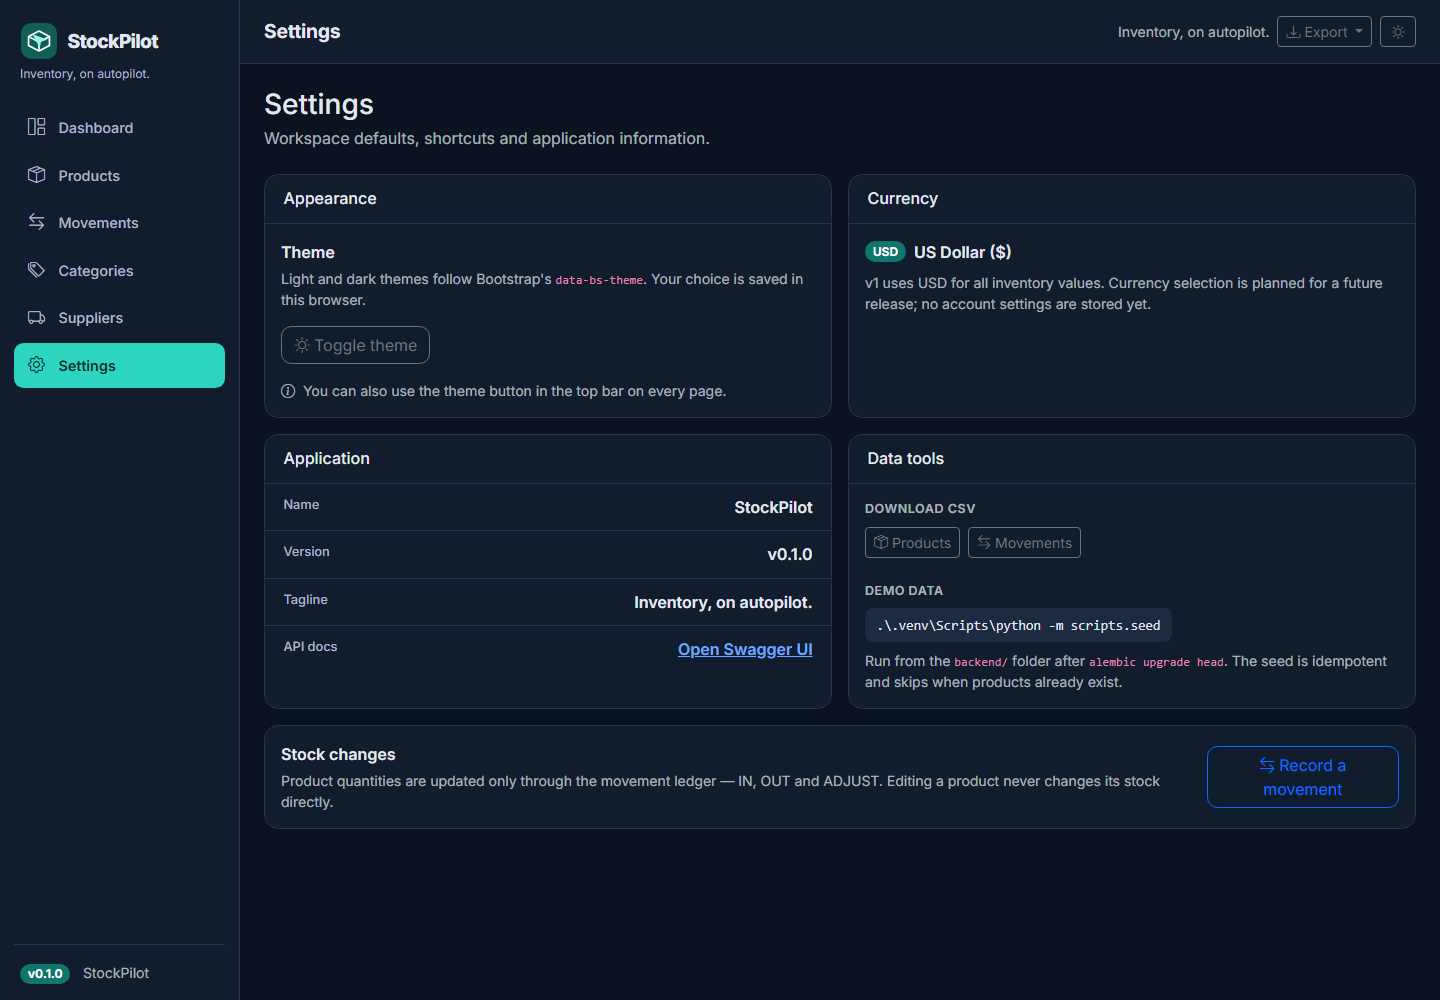 StockPilot
Inventory, on autopilot.
Dashboard
Products
Movements
Categories
Suppliers
Settings
v0.1.0 StockPilot
Settings
Inventory, on autopilot.
Export
Settings
Workspace defaults, shortcuts and application information.
Appearance
Theme
Light and dark themes follow Bootstrap's data-bs-theme. Your choice is saved in
this browser.
Toggle theme
You can also use the theme button in the top bar on every page.
Currency
USD US Dollar ($)
v1 uses USD for all inventory values. Currency selection is planned for a future
release; no account settings are stored yet.
Application
Name StockPilot
Version v0.1.0
Tagline Inventory, on autopilot.
API docs Open Swagger UI
Data tools
DOWNLOAD CSV
Products Movements
DEMO DATA
.\.venv\Scripts\python -m scripts.seed
Run from the backend/ folder after alembic upgrade head. The seed is idempotent
and skips when products already exist.
Stock changes
Product quantities are updated only through the movement ledger — IN, OUT and ADJUST. Editing a product never changes its stock
directly.
Record a
movement